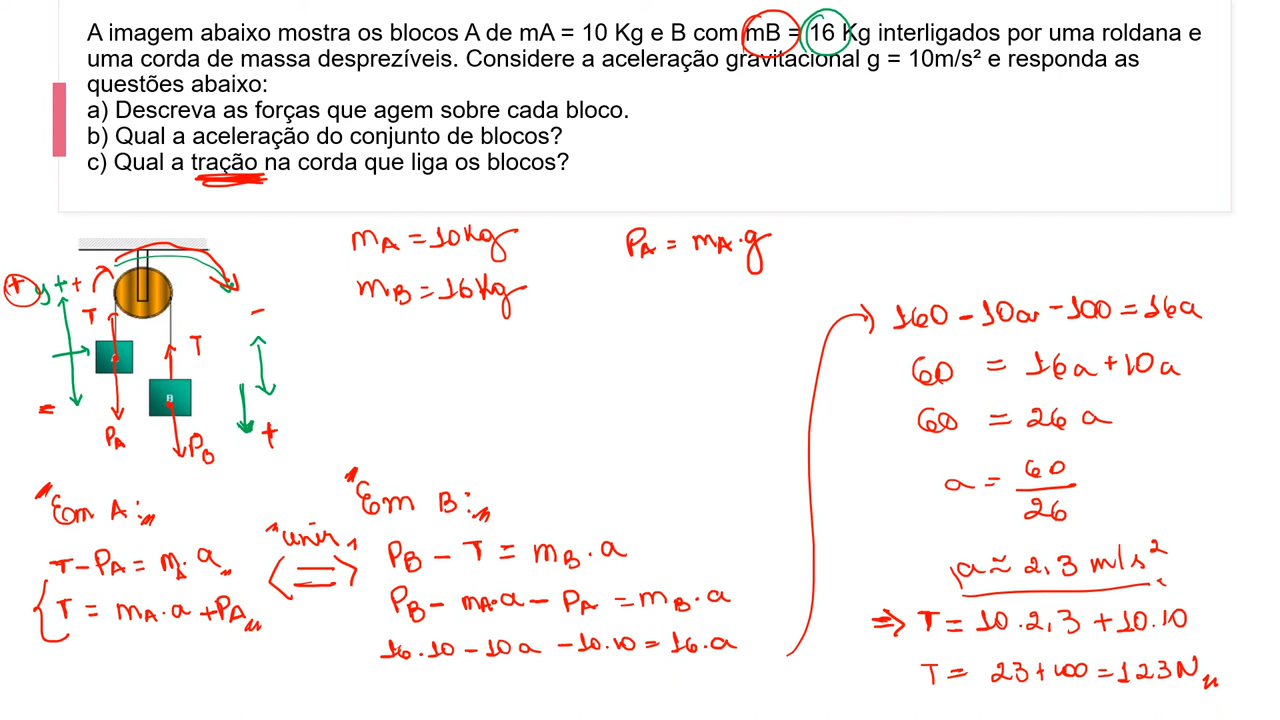 A imagem abaixo mostra os blocos A de mA = 10 Kg e B com mB = 16 Kg interligados por uma roldana e
uma corda de massa desprezíveis. Considere a aceleração gravitacional g = 10m/s² e responda as
questões abaixo:
a) Descreva as forças que agem sobre cada bloco.
b) Qual a aceleração do conjunto de blocos?
c) Qual a tração na corda que liga os blocos?
mA = 10Kg
mB = 16Kg
PA = mA.g
+ y + +
-
T
T
A
B
=
PA
PB
+
"Em A:"
T - PA = mA.a
T = mA.a + PA
"unir"
"Em B:"
PB - T = mB.a
PB - mA.a - PA = mB.a
16.10 - 10a - 10.10 = 16.a
160 - 10a - 100 = 16a
60 = 16a + 10a
60 = 26a
a = 60/26
a ≈ 2,3 m/s²
⇒ T = 10.2,3 + 10.10
T = 23 + 100 = 123N